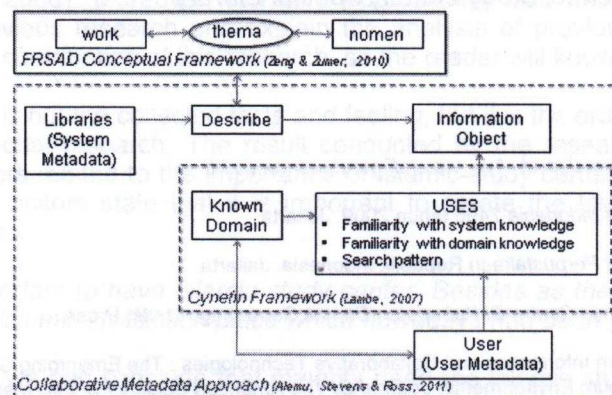 work
thema
nomen
FRSAD Conceptual Framework (Zeng & Zumer, 2010)
Libraries
(System
Metadata)
Describe
Information
Object
Known
Domain
USES
▪ Familiarity with system knowledge
▪ Familiarity with domain knowledge
▪ Search pattern
Cynefin Framework (Lambe, 2007)
User
(User Metadata)
Collaborative Metadata Approach (Alemu, Stevens & Ross, 2011)